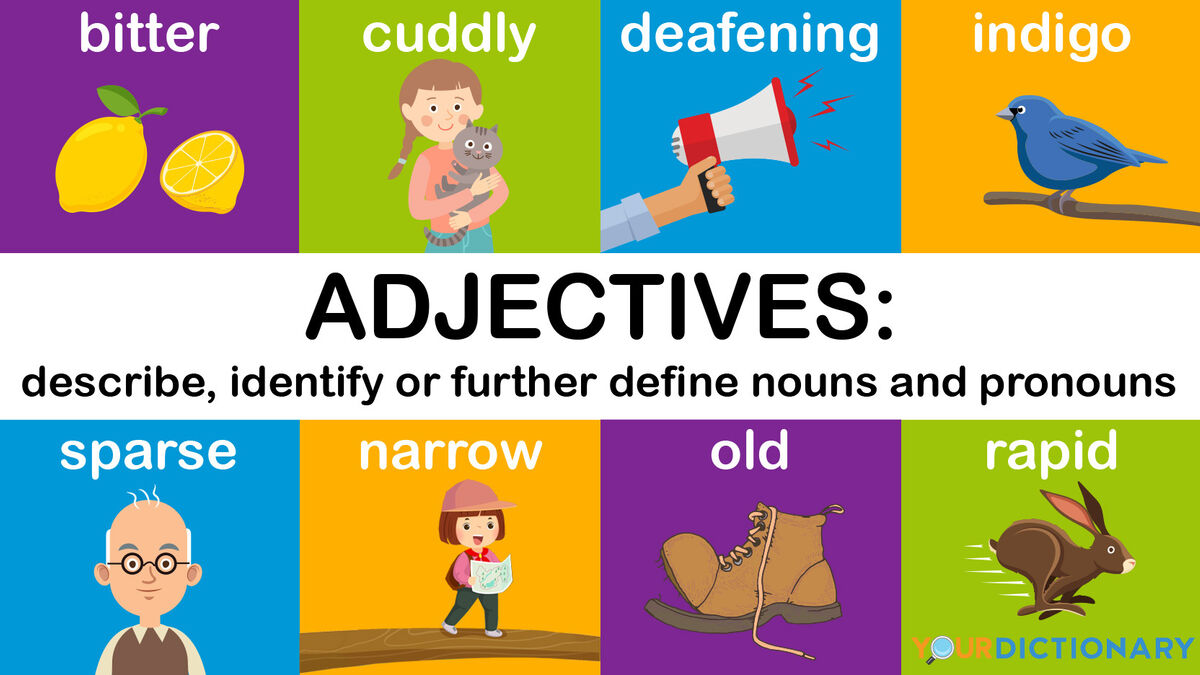 bitter
cuddly
deafening
indigo
ADJECTIVES:
describe, identify or further define nouns and pronouns
sparse
narrow
old
rapid
YOURDICTIONARY